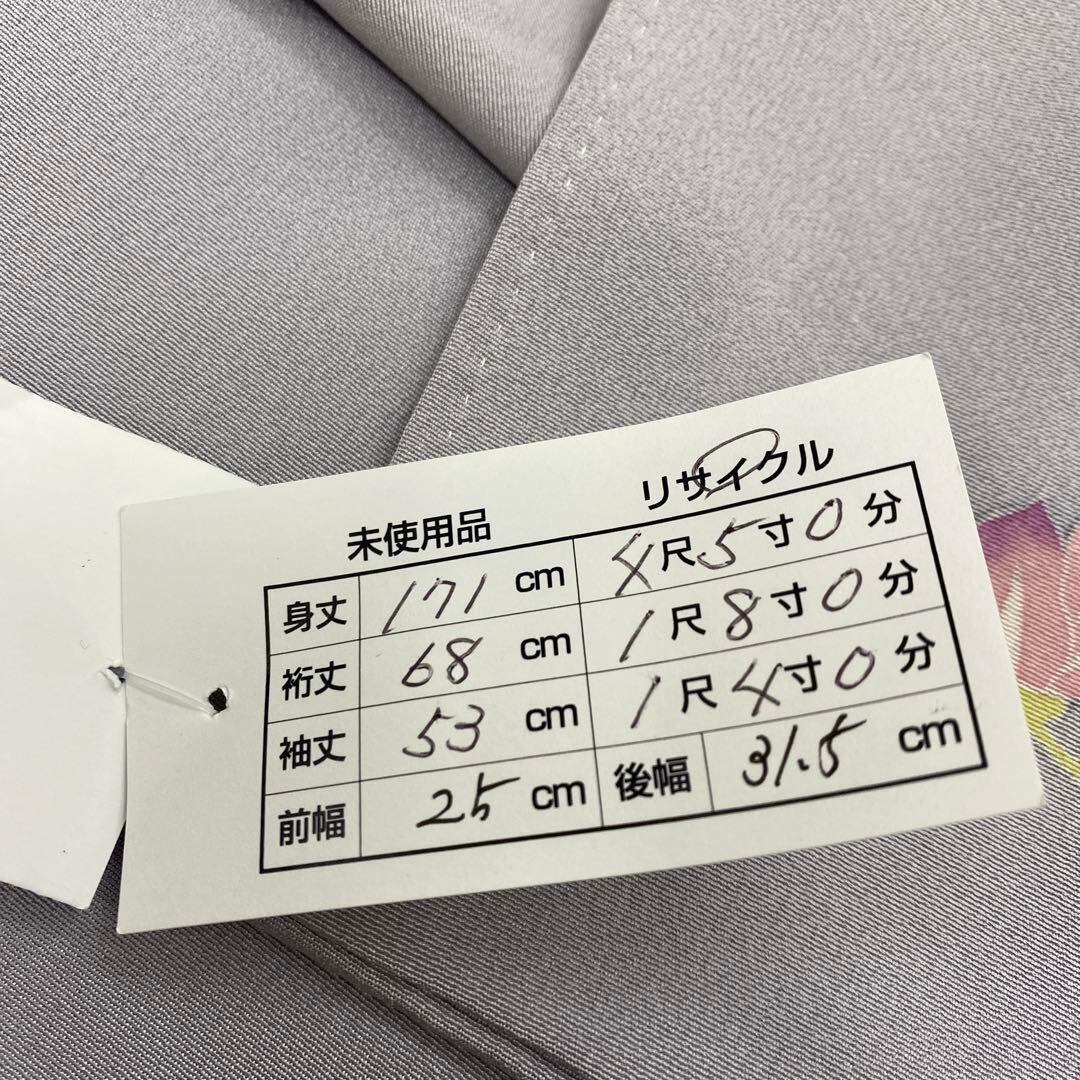 未使用品 リサイクル
身丈 171 cm 4尺5寸0分
裄丈 68 cm 1尺8寸0分
袖丈 53 cm 1尺4寸0分
前幅 25 cm 後幅 31.5 cm